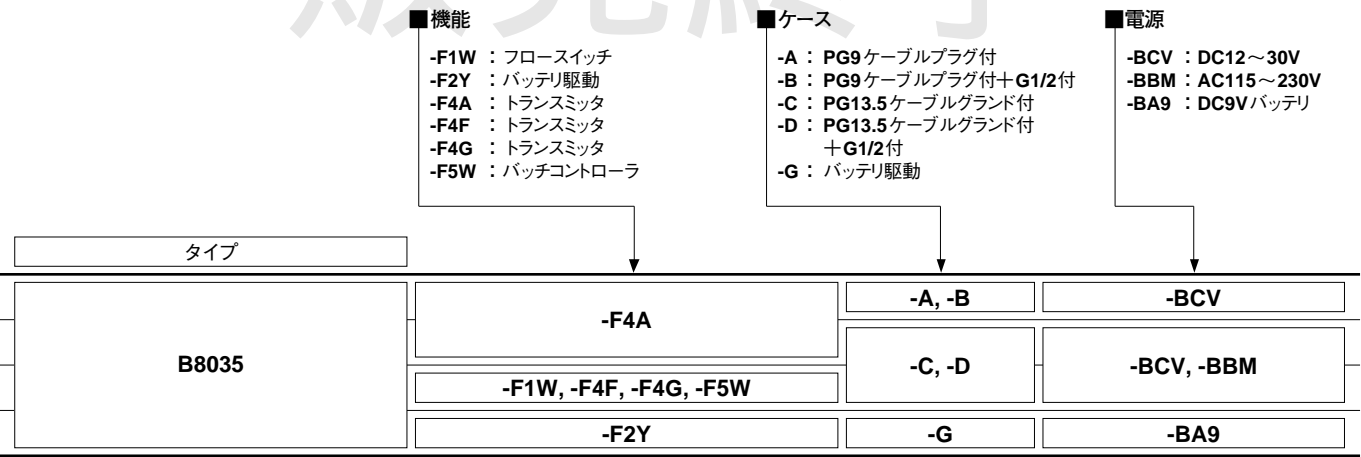 販売終了
■機能
-F1W ：フロースイッチ
-F2Y ：バッテリ駆動
-F4A ：トランスミッタ
-F4F ：トランスミッタ
-F4G ：トランスミッタ
-F5W ：バッチコントローラ
■ケース
-A：PG9ケーブルプラグ付
-B：PG9ケーブルプラグ付＋G1/2付
-C：PG13.5ケーブルグランド付
-D：PG13.5ケーブルグランド付
＋G1/2付
-G：バッテリ駆動
■電源
-BCV ：DC12～30V
-BBM：AC115～230V
-BA9 ：DC9Vバッテリ
タイプ
B8035
-F4A
-A, -B
-BCV
-C, -D
-BCV, -BBM
-F1W, -F4F, -F4G, -F5W
-F2Y
-G
-BA9